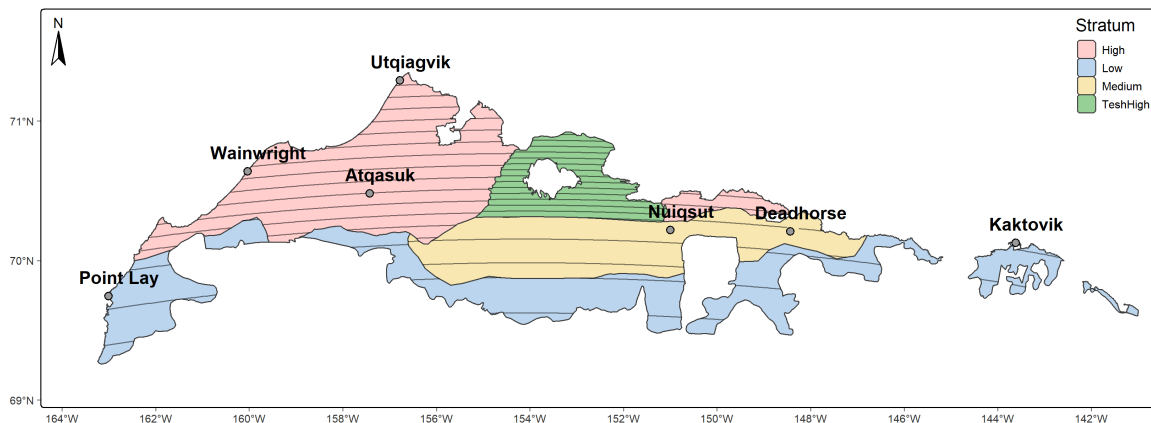 N
Stratum
High
Low
Medium
TeshHigh
Utqiagvik
71°N
Wainwright
Atqasuk
Nuiqsut
Deadhorse
Kaktovik
70°N
Point Lay
69°N
164°W 162°W 160°W 158°W 156°W 154°W 152°W 150°W 148°W 146°W 144°W 142°W